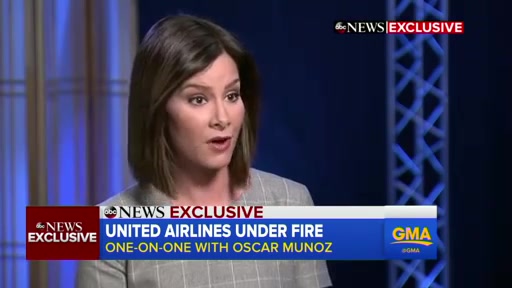 abc NEWS EXCLUSIVE
abc NEWS
EXCLUSIVE
abc NEWS EXCLUSIVE
UNITED AIRLINES UNDER FIRE
ONE-ON-ONE WITH OSCAR MUNOZ
GMA
#GMA